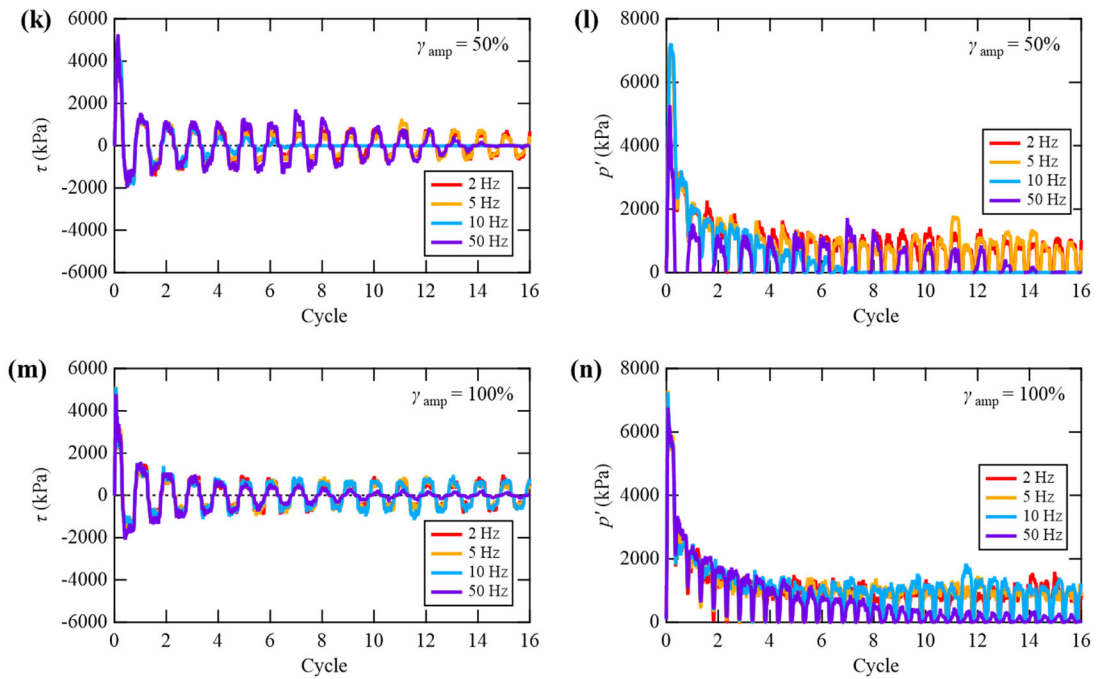 (k)
6000
4000
2000
0
-2000
-4000
-6000
τ (kPa)
γ amp = 50%
2 Hz
5 Hz
10 Hz
50 Hz
0 2 4 6 8 10 12 14 16
Cycle
(l)
8000
6000
4000
2000
0
p′ (kPa)
γ amp = 50%
2 Hz
5 Hz
10 Hz
50 Hz
0 2 4 6 8 10 12 14 16
Cycle
(m)
6000
4000
2000
0
-2000
-4000
-6000
τ (kPa)
γ amp = 100%
2 Hz
5 Hz
10 Hz
50 Hz
0 2 4 6 8 10 12 14 16
Cycle
(n)
8000
6000
4000
2000
0
p′ (kPa)
γ amp = 100%
2 Hz
5 Hz
10 Hz
50 Hz
0 2 4 6 8 10 12 14 16
Cycle